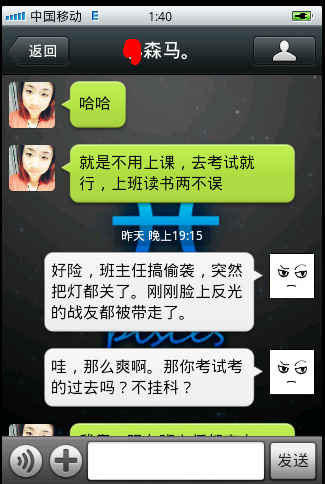 中国移动 E 1:40
返回 森马。
哈哈
就是不用上课，去考试就
行，上班读书两不误
昨天 晚上19:15
好险，班主任搞偷袭，突然
把灯都关了。刚刚脸上反光
的战友都被带走了。
哇，那么爽啊。那你考试考
的过去吗？不挂科？
pisces
发送